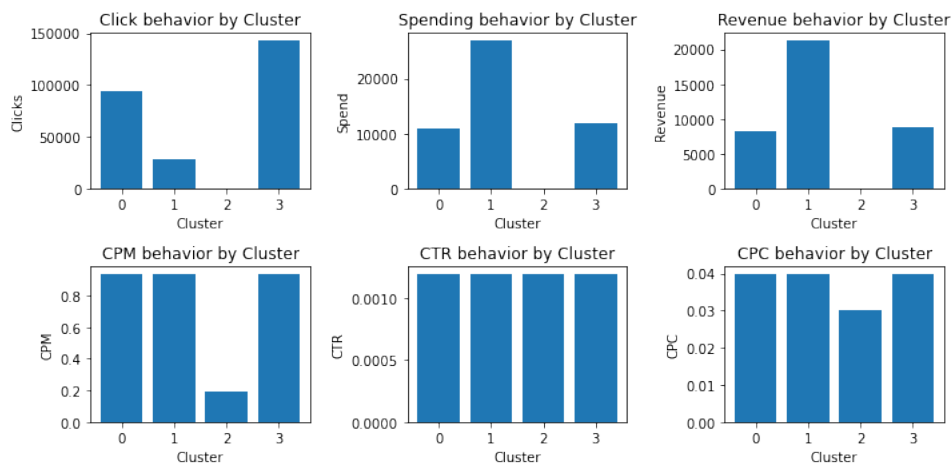 Click behavior by Cluster
150000
100000
50000
0
Clicks
0 1 2 3
Cluster
Spending behavior by Cluster
20000
10000
0
Spend
0 1 2 3
Cluster
Revenue behavior by Cluster
20000
15000
10000
5000
0
Revenue
0 1 2 3
Cluster
CPM behavior by Cluster
0.8
0.6
0.4
0.2
0.0
CPM
0 1 2 3
Cluster
CTR behavior by Cluster
0.0010
0.0005
0.0000
CTR
0 1 2 3
Cluster
CPC behavior by Cluster
0.04
0.03
0.02
0.01
0.00
CPC
0 1 2 3
Cluster